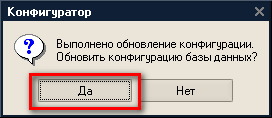 Конфигуратор
Выполнено обновление конфигурации.
Обновить конфигурацию базы данных?
Да
Нет